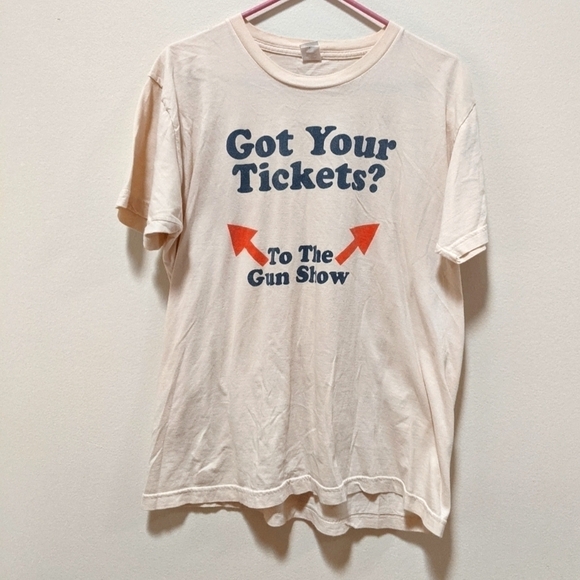 Got Your
Tickets?
To The
Gun Show